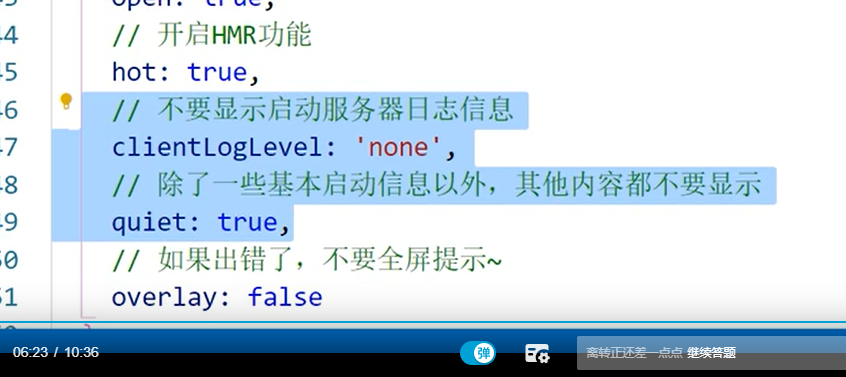 open: true,
44 // 开启HMR功能
45 hot: true,
46 // 不要显示启动服务器日志信息
47 clientLogLevel: 'none',
48 // 除了一些基本启动信息以外，其他内容都不要显示
49 quiet: true,
50 // 如果出错了，不要全屏提示~
51 overlay: false
06:23 / 10:36
弹
离转正还差一点点 继续答题